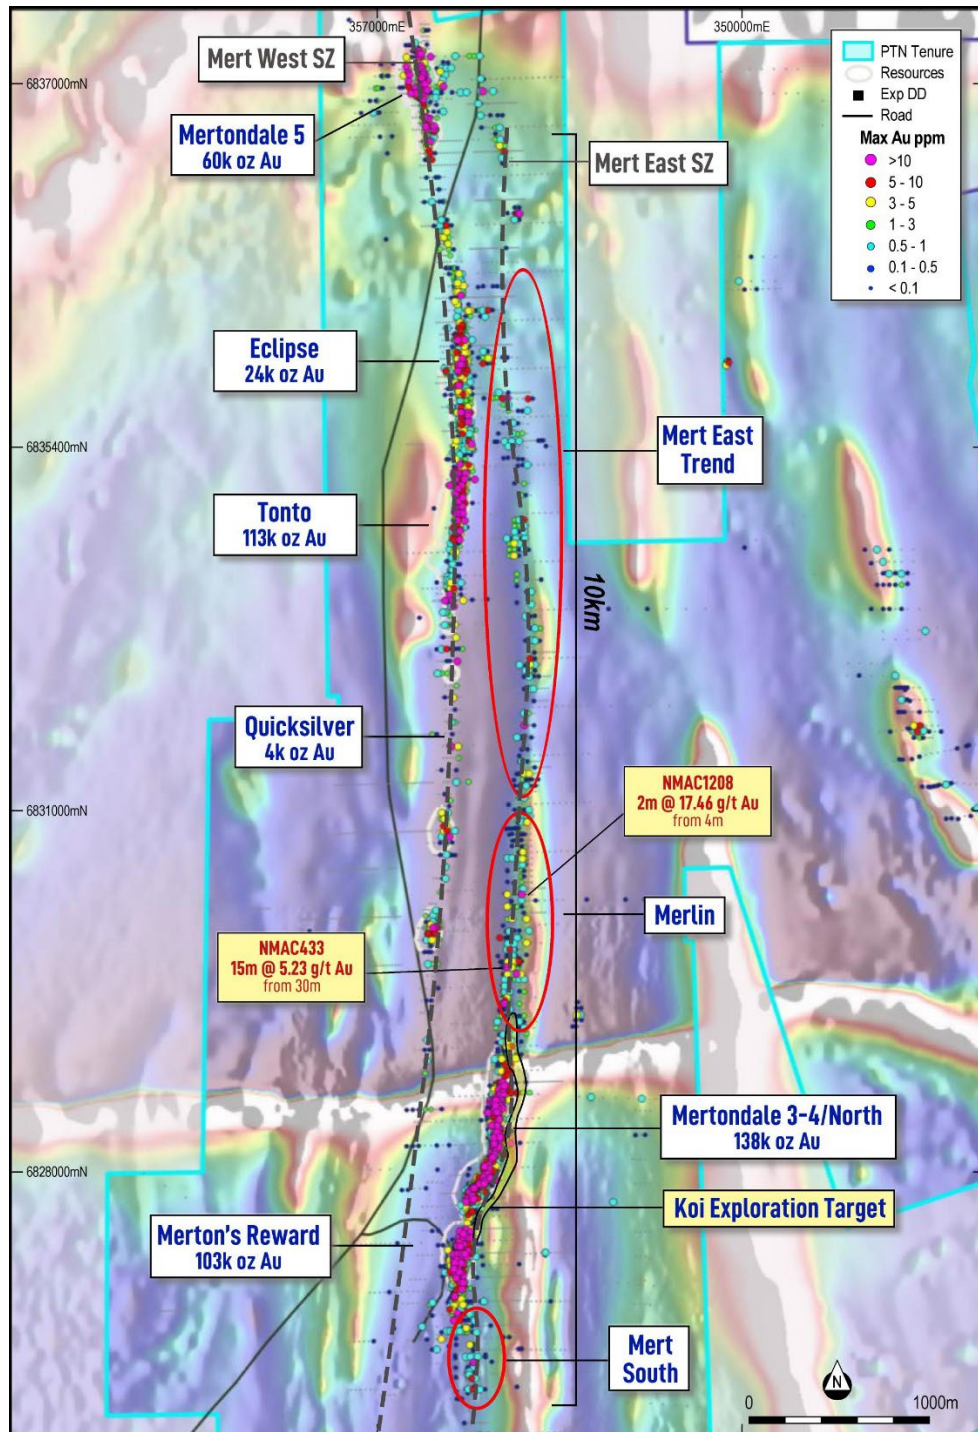 357000mE
350000mE
PTN Tenure
Resources
Exp DD
Road
Max Au ppm
>10
5 - 10
3 - 5
1 - 3
0.5 - 1
0.1 - 0.5
< 0.1
Mert West SZ
6837000mN
Mertondale 5
60k oz Au
Mert East SZ
Eclipse
24k oz Au
6835400mN
Mert East
Trend
Tonto
113k oz Au
10km
Quicksilver
4k oz Au
6831000mN
NMAC1208
2m @ 17.46 g/t Au
from 4m
Merlin
NMAC433
15m @ 5.23 g/t Au
from 30m
Mertondale 3-4/North
138k oz Au
6828000mN
Koi Exploration Target
Merton's Reward
103k oz Au
Mert
South
N
0
1000m